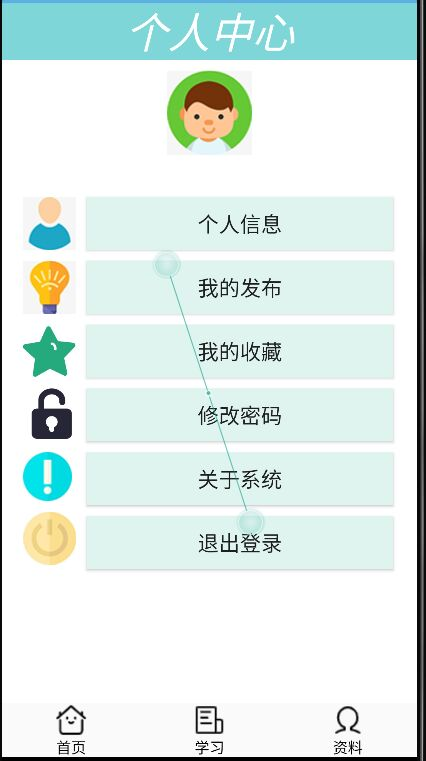 个人中心
个人信息
我的发布
我的收藏
修改密码
关于系统
退出登录
首页
学习
资料